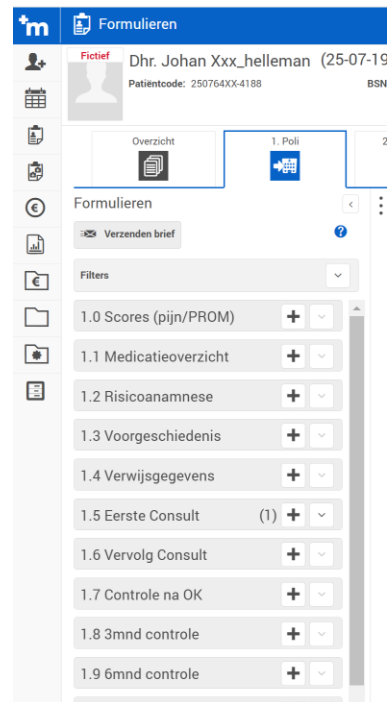 +m Formulieren
Fictief
Dhr. Johan Xxx_helleman (25-07-19
Patiëntcode: 250764XX-4188 BSN
Overzicht 1. Poli 2
Formulieren
Verzenden brief
Filters
1.0 Scores (pijn/PROM)
1.1 Medicatieoverzicht
1.2 Risicoanamnese
1.3 Voorgeschiedenis
1.4 Verwijsgegevens
1.5 Eerste Consult (1)
1.6 Vervolg Consult
1.7 Controle na OK
1.8 3mnd controle
1.9 6mnd controle